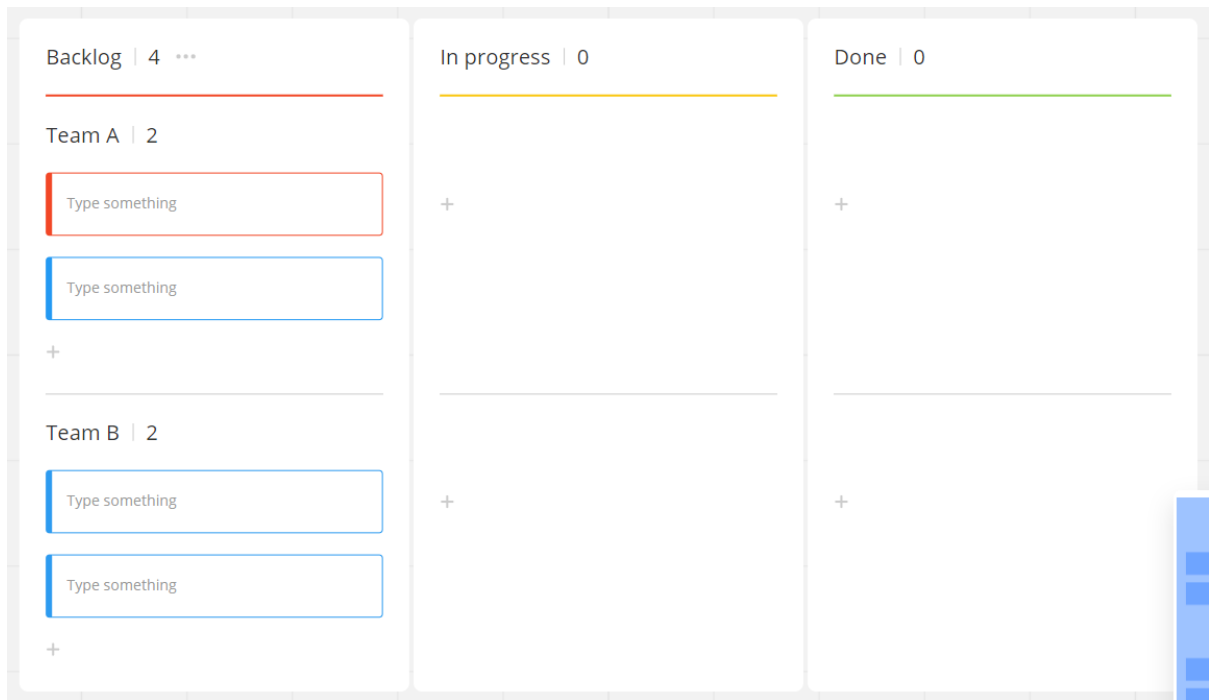 Backlog | 4 •••
In progress | 0
Done | 0
Team A | 2
Type something
+
+
Type something
+
Team B | 2
Type something
+
+
Type something
+